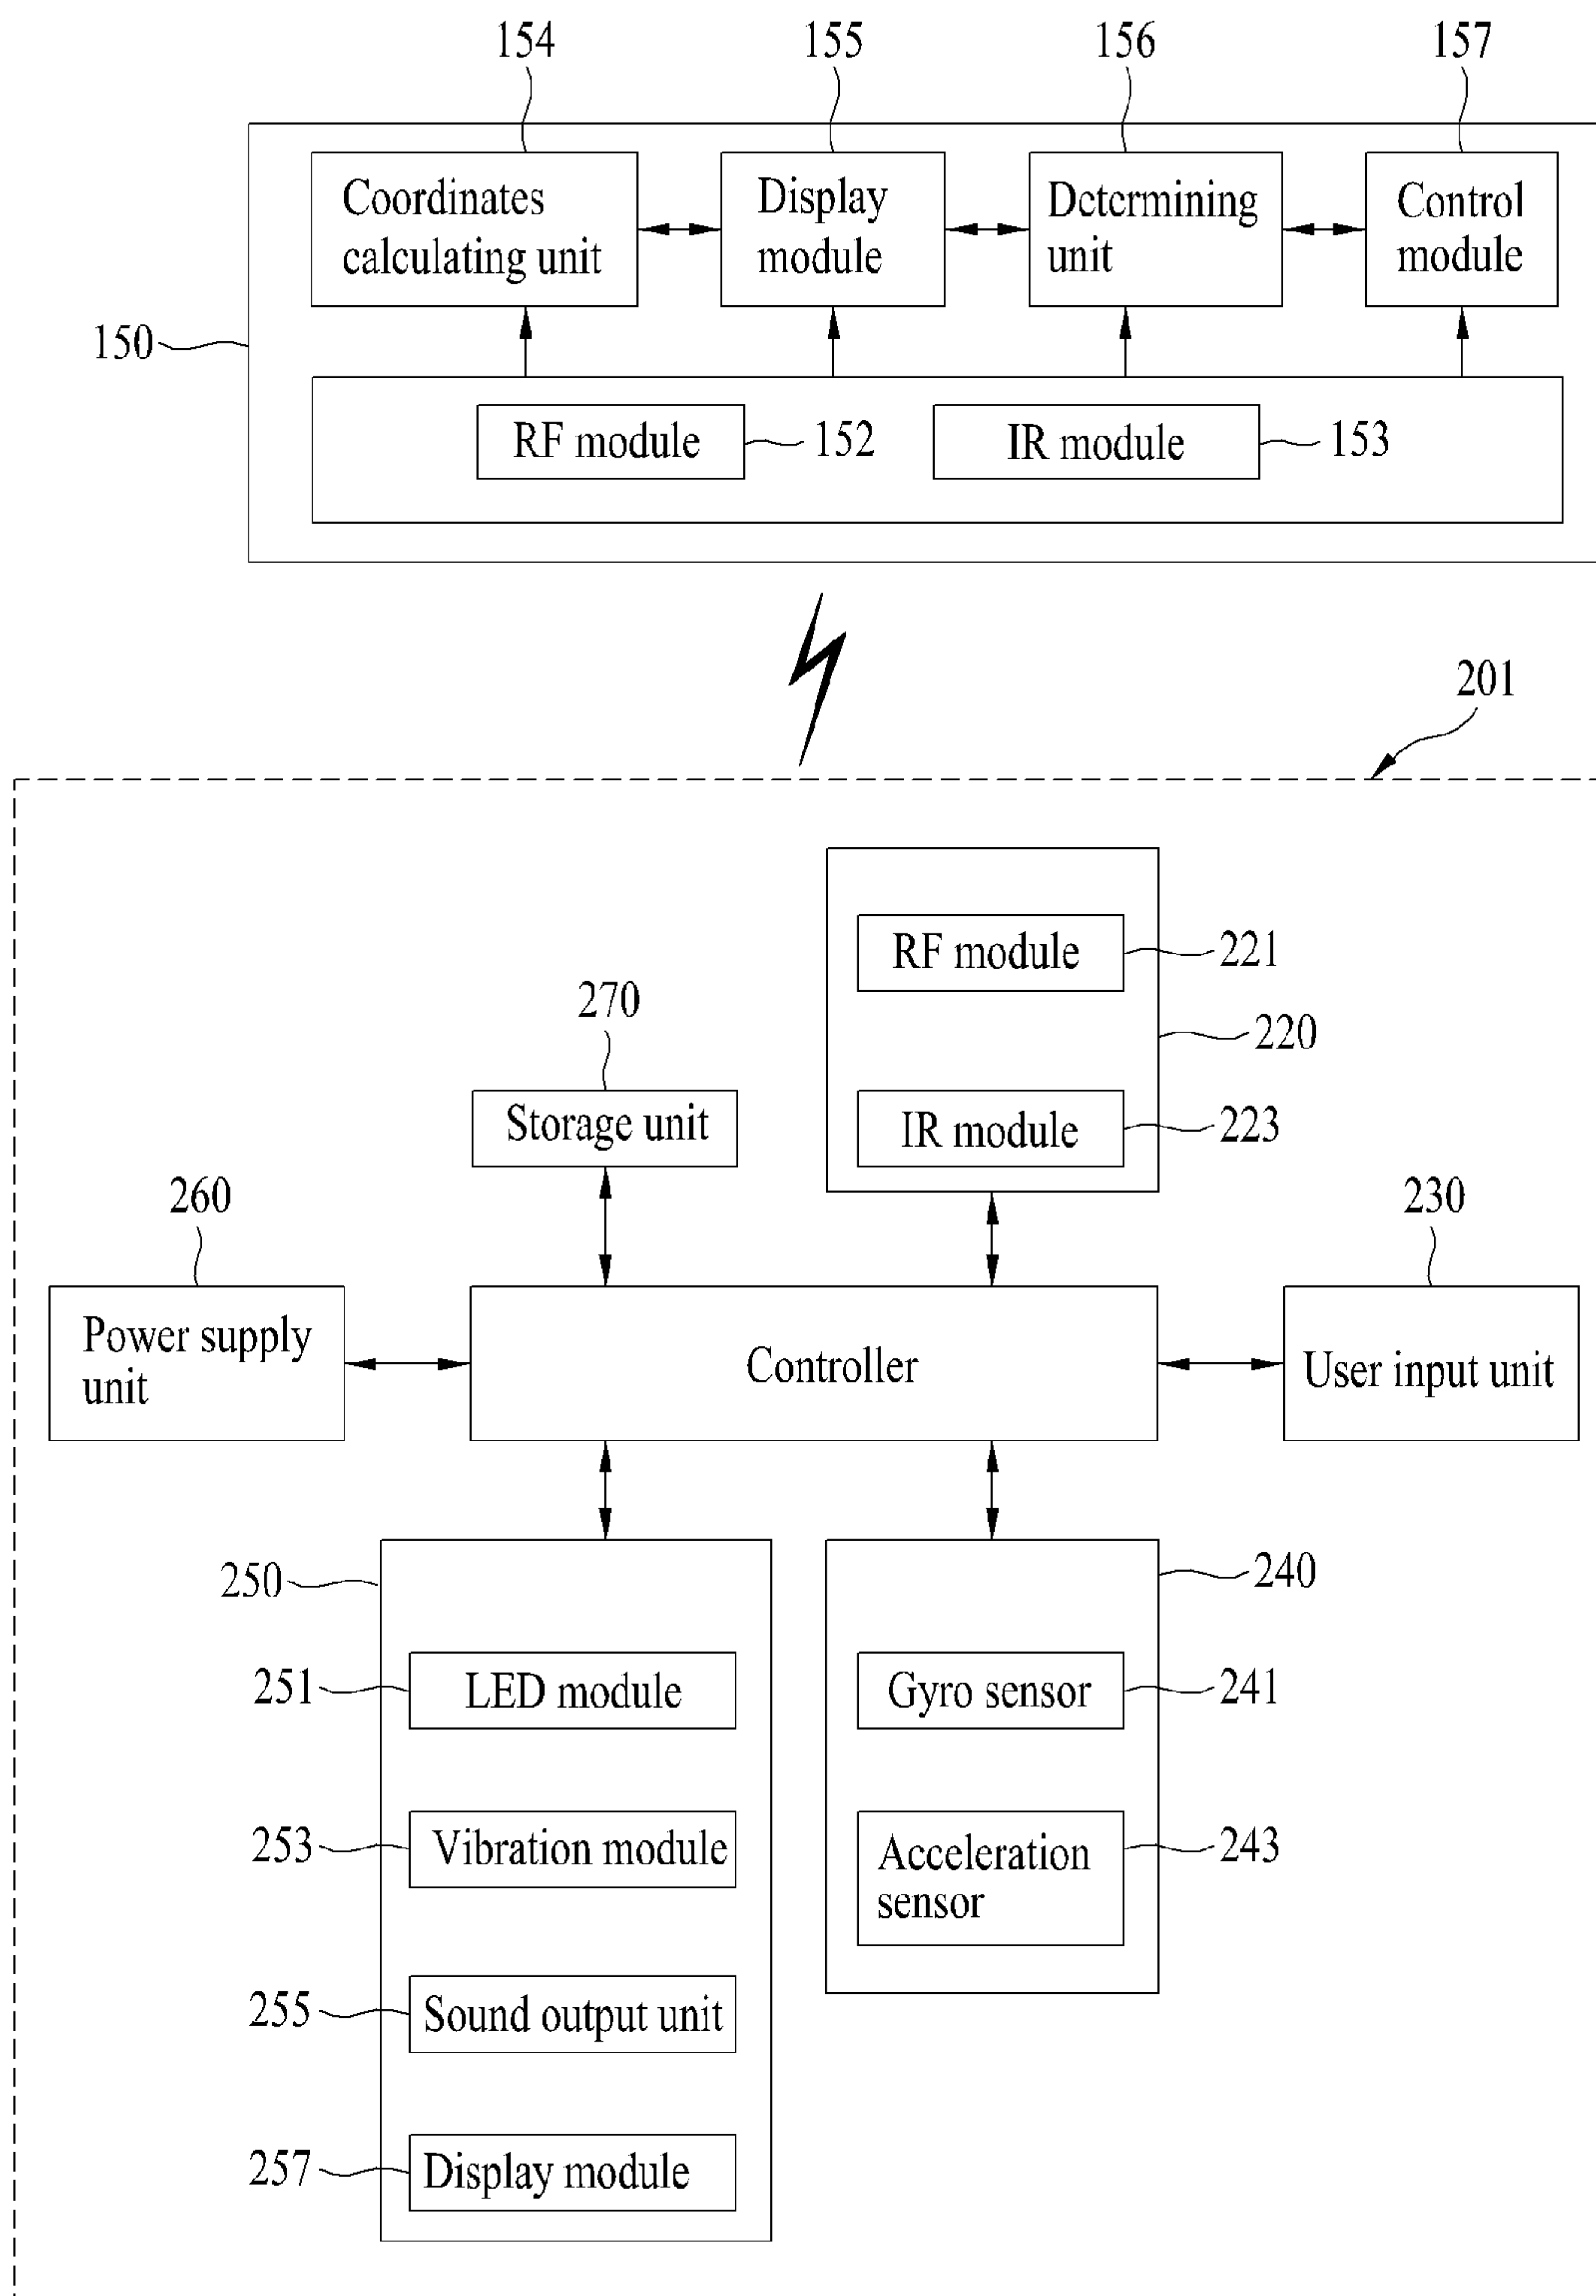 154
155
156
157
Coordinates
calculating unit
Display
module
Determining
unit
Control
module
150
RF module
152
IR module
153
201
RF module
221
220
270
Storage unit
IR module
223
260
230
Power supply
unit
Controller
User input unit
250
240
251
LED module
Gyro sensor
241
253
Vibration module
Acceleration
sensor
243
255
Sound output unit
257
Display module